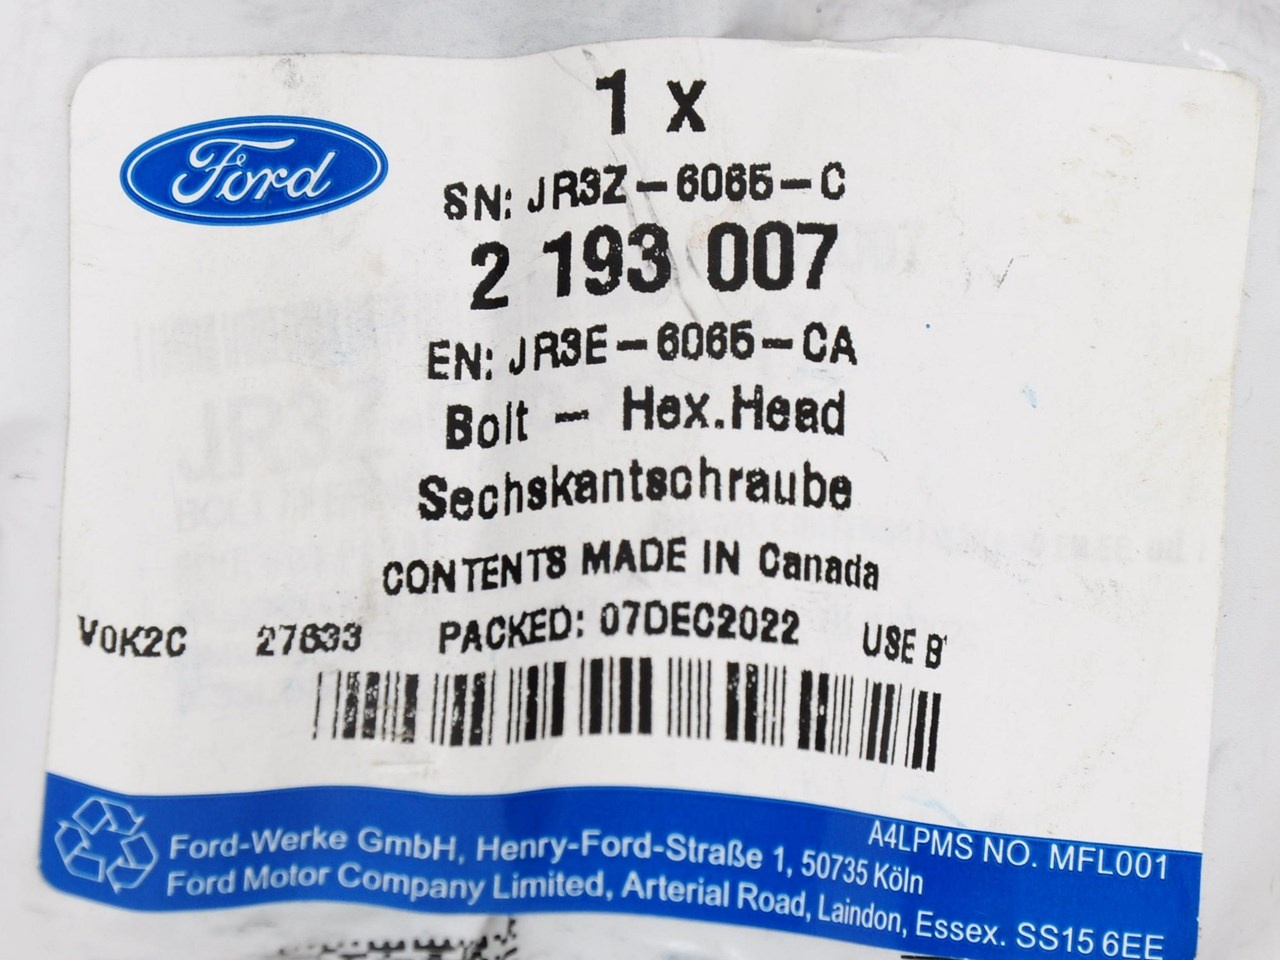 Ford
1 x
SN: JR3Z-6065-C
2 193 007
EN: JR3E-6065-CA
Bolt - Hex.Head
Sechskantschraube
CONTENTS MADE IN Canada
V0K2C 27633 PACKED: 07DEC2022 USE B
A4LPMS NO. MFL001
Ford-Werke GmbH, Henry-Ford-Straße 1, 50735 Köln
Ford Motor Company Limited, Arterial Road, Laindon, Essex. SS15 6EE